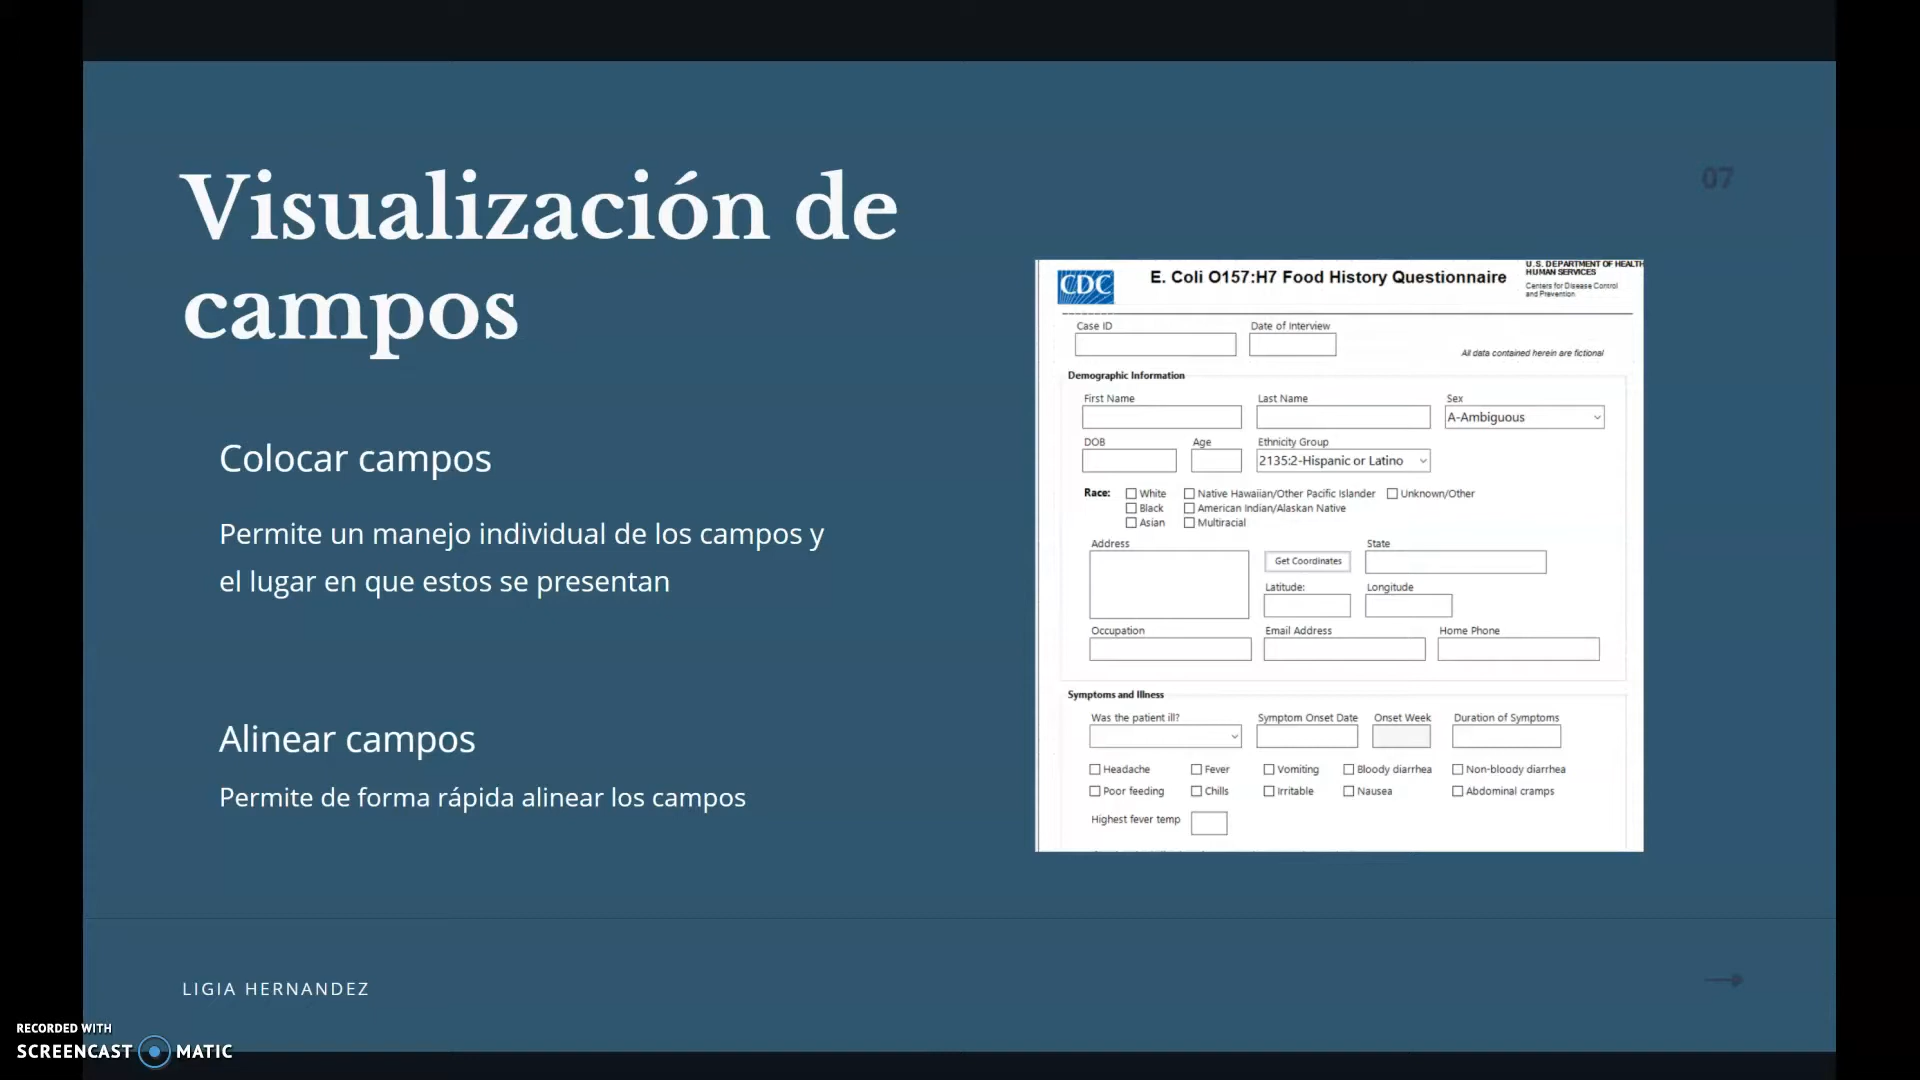 Visualización de
campos
07
Colocar campos
Permite un manejo individual de los campos y
el lugar en que estos se presentan
Alinear campos
Permite de forma rápida alinear los campos
CDC
E. Coli O157:H7 Food History Questionnaire
U.S. DEPARTMENT OF HEALTH
HUMAN SERVICES
Centers for Disease Control
and Prevention
Case ID Date of Interview
All data contained herein are fictional
Demographic Information
First Name Last Name Sex
A-Ambiguous
DOB Age Ethnicity Group
2135:2-Hispanic or Latino
Race: White Native Hawaiian/Other Pacific Islander Unknown/Other
Black American Indian/Alaskan Native
Asian Multiracial
Address State
Get Coordinates
Latitude: Longitude
Occupation Email Address Home Phone
Symptoms and Illness
Was the patient ill? Symptom Onset Date Onset Week Duration of Symptoms
Headache Fever Vomiting Bloody diarrhea Non-bloody diarrhea
Poor feeding Chills Irritable Nausea Abdominal cramps
Highest fever temp
LIGIA HERNANDEZ
RECORDED WITH
SCREENCAST MATIC